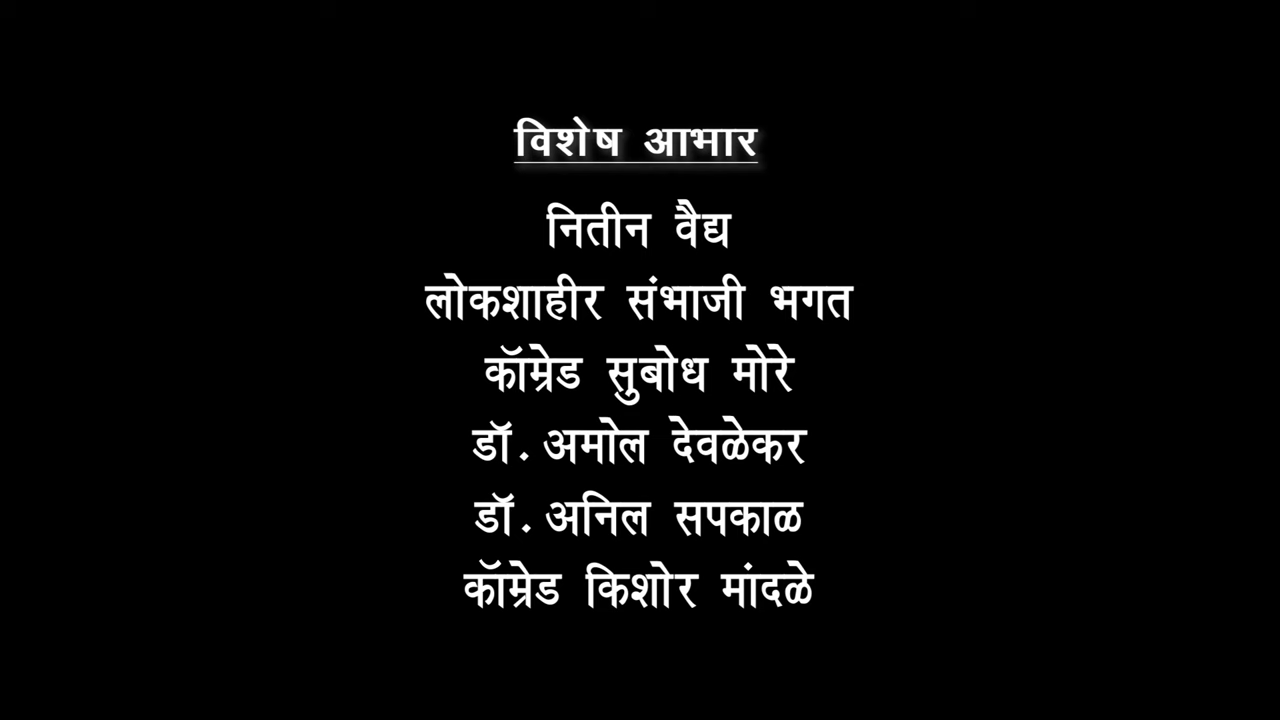 विशेष आभार
नितीन वैद्य
लोकशाहीर संभाजी भगत
कॉम्रेड सुबोध मोरे
डॉ. अमोल देवळेकर
डॉ. अनिल सपकाळ
कॉम्रेड किशोर मांदळे